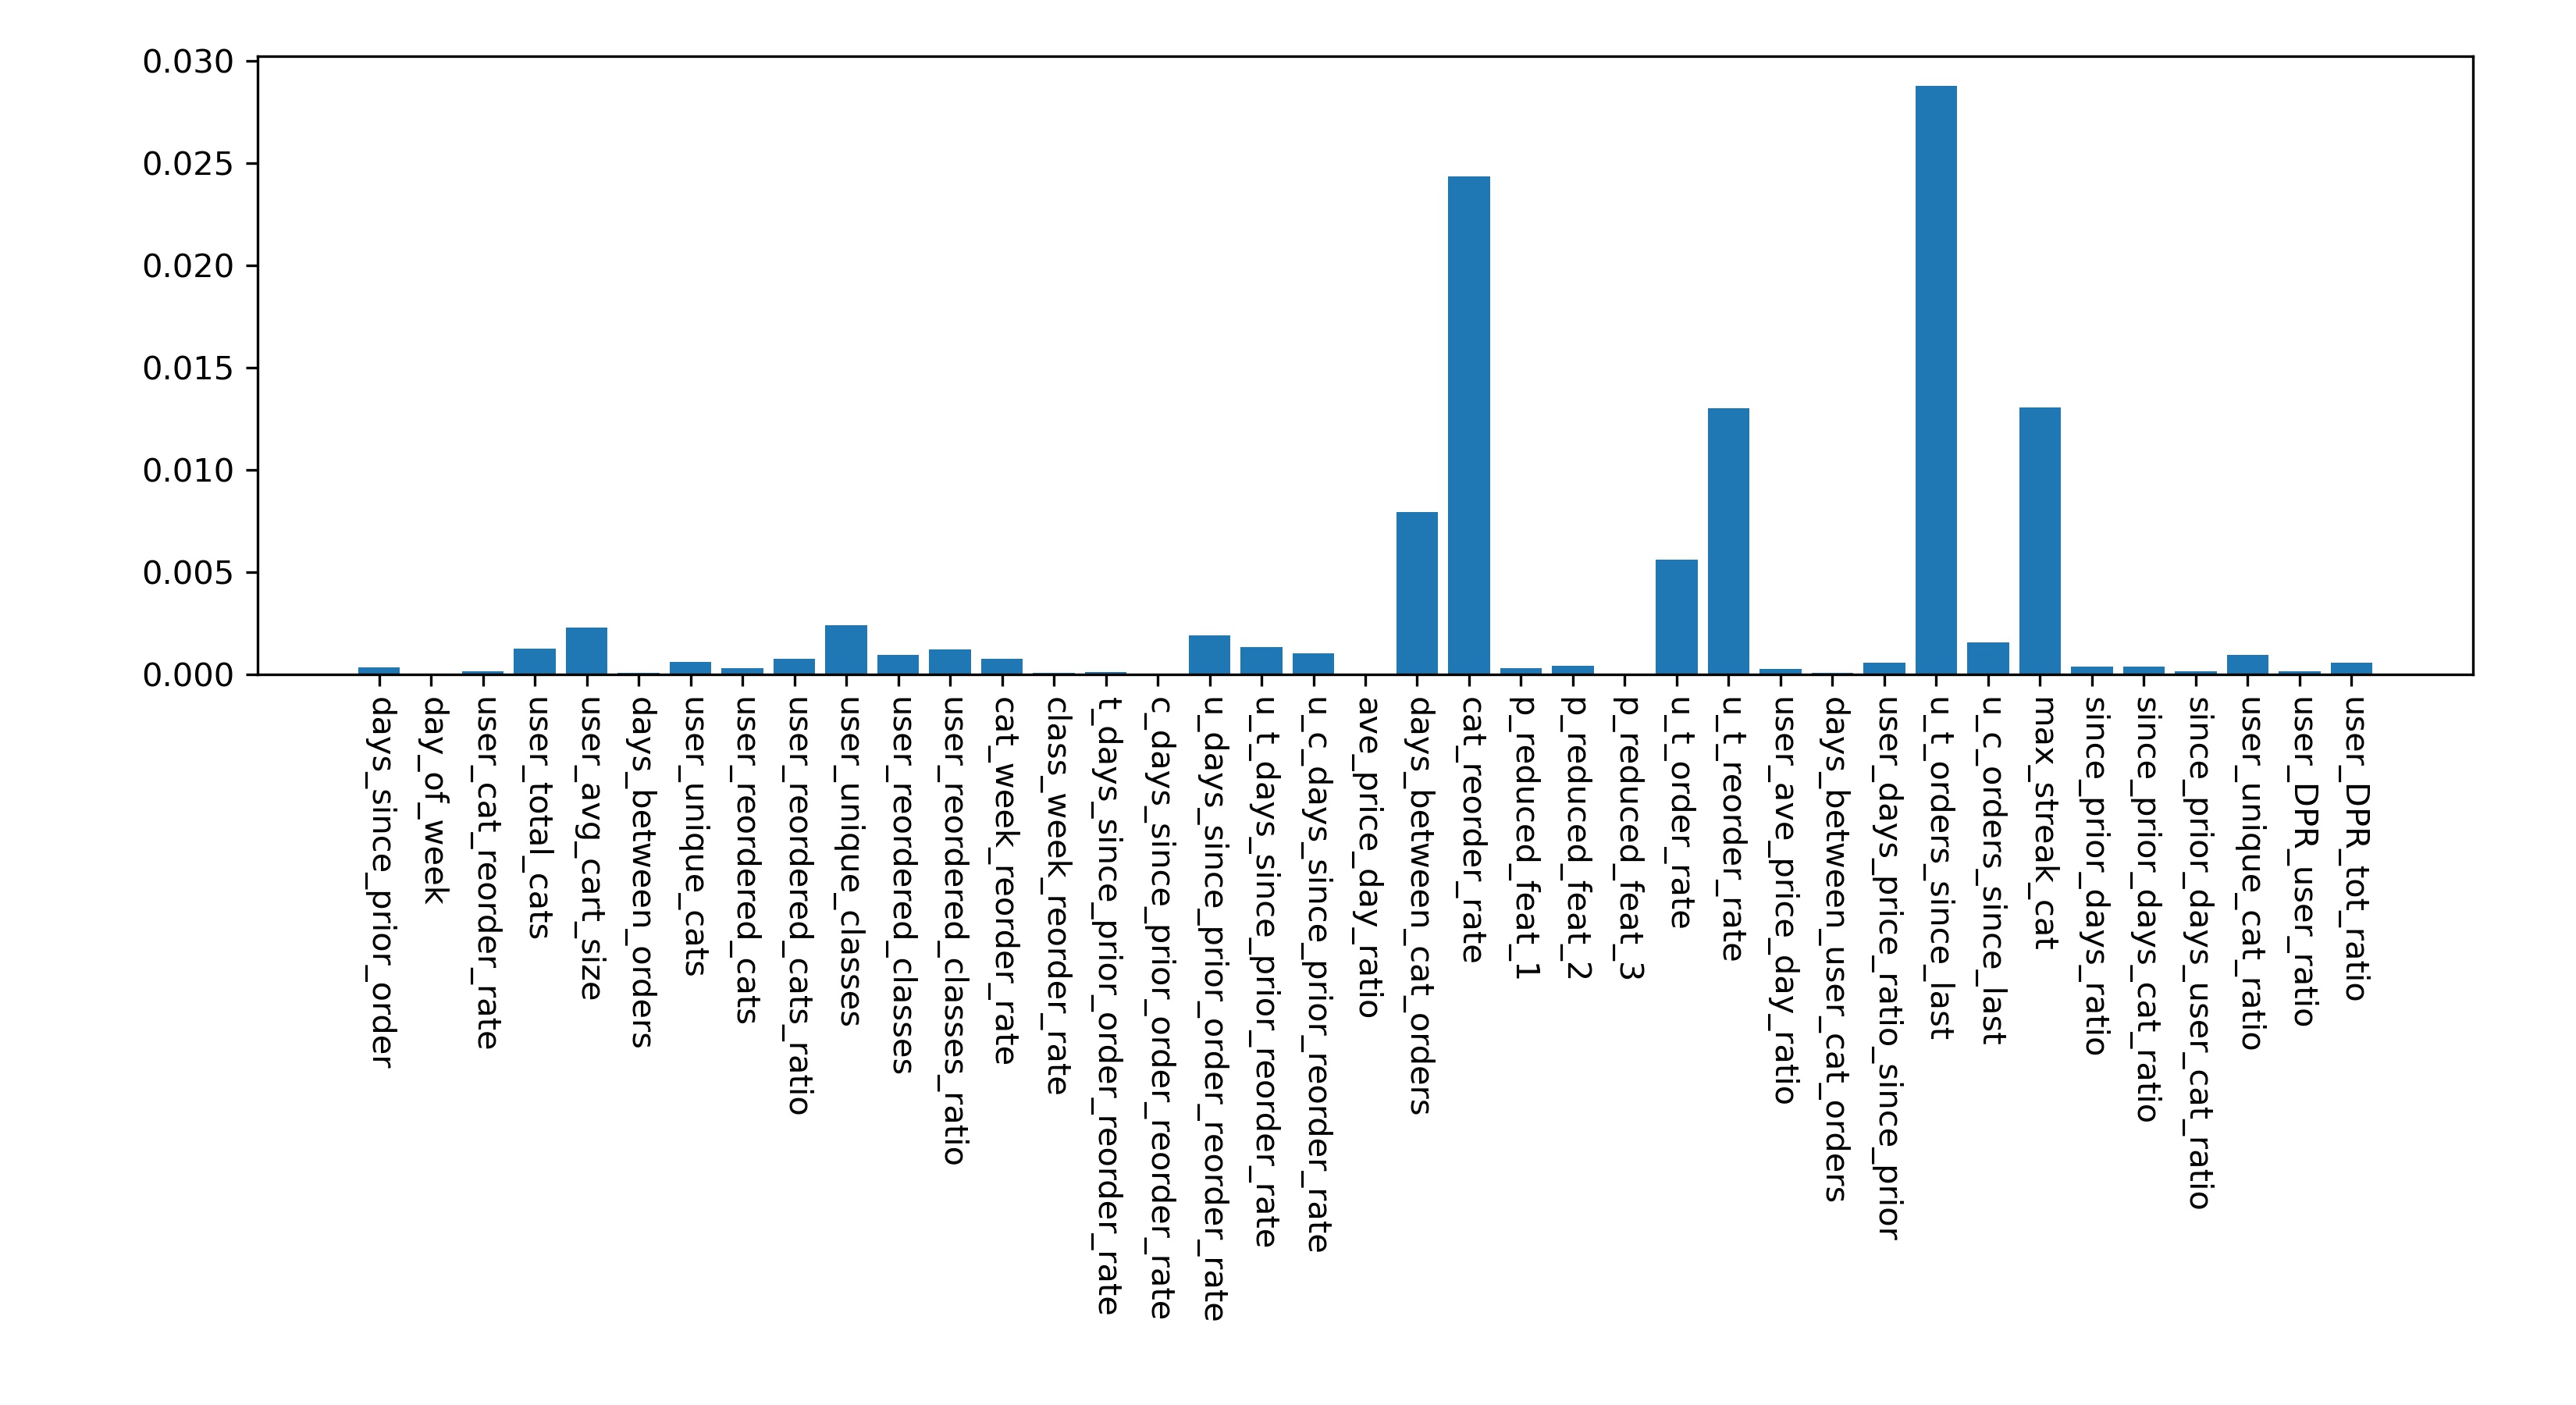 0.030
0.025
0.020
0.015
0.010
0.005
0.000
days_since_prior_order
day_of_week
user_cat_reorder_rate
user_total_cats
user_avg_cart_size
days_between_orders
user_unique_cats
user_reordered_cats
user_reordered_cats_ratio
user_unique_classes
user_reordered_classes
user_reordered_classes_ratio
cat_week_reorder_rate
class_week_reorder_rate
t_days_since_prior_order_reorder_rate
c_days_since_prior_order_reorder_rate
u_days_since_prior_order_reorder_rate
u_t_days_since_prior_reorder_rate
u_c_days_since_prior_reorder_rate
ave_price_day_ratio
days_between_cat_orders
cat_reorder_rate
p_reduced_feat_1
p_reduced_feat_2
p_reduced_feat_3
u_t_order_rate
u_t_reorder_rate
user_ave_price_day_ratio
days_between_user_cat_orders
user_days_price_ratio_since_prior
u_t_orders_since_last
u_c_orders_since_last
max_streak_cat
since_prior_days_ratio
since_prior_days_cat_ratio
since_prior_days_user_cat_ratio
user_unique_cat_ratio
user_DPR_user_ratio
user_DPR_tot_ratio